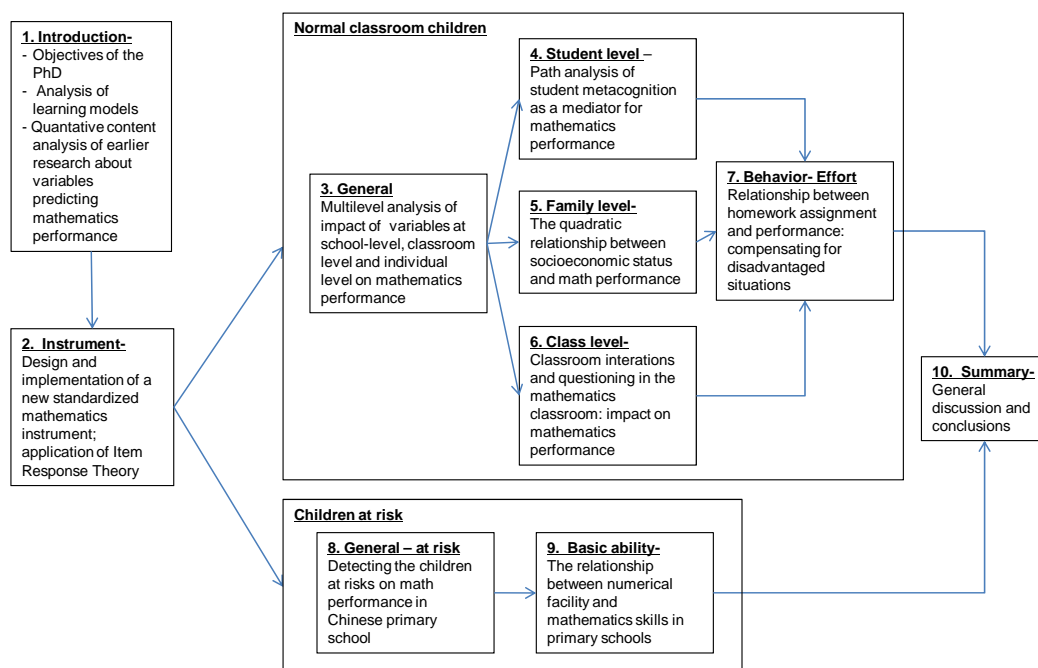 1. Introduction-
- Objectives of the
PhD
- Analysis of
learning models
- Quantative content
analysis of earlier
research about
variables
predicting
mathematics
performance
2. Instrument-
Design and
implementation of a
new standardized
mathematics
instrument;
application of Item
Response Theory
Normal classroom children
3. General
Multilevel analysis of
impact of variables at
school-level, classroom
level and individual
level on mathematics
performance
4. Student level –
Path analysis of
student metacognition
as a mediator for
mathematics
performance
5. Family level-
The quadratic
relationship between
socioeconomic status
and math performance
6. Class level-
Classroom interations
and questioning in the
mathematics
classroom: impact on
mathematics
performance
7. Behavior- Effort
Relationship between
homework assignment
and performance:
compensating for
disadvantaged
situations
Children at risk
8. General – at risk
Detecting the children
at risks on math
performance in
Chinese primary
school
9. Basic ability-
The relationship
between numerical
facility and
mathematics skills in
primary schools
10. Summary-
General
discussion and
conclusions